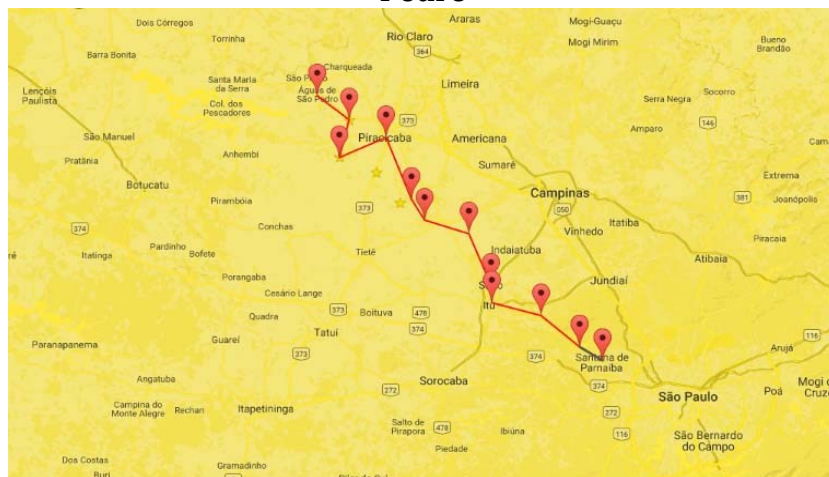 Dois Córregos
Torrinha
Araras
Mogi-Guaçu
Rio Claro
Mogi Mirim
Bueno
Brandão
Barra Bonita
364
Charqueada
Santa Maria
da Serra
Águas de
São Pedro
Limeira
Socorro
Serra Negra
Lençóis
Paulista
Col. dos
Pescadores
373
146
São Manuel
Piracicaba
Americana
Amparo
Anhembi
Pratânia
Sumaré
Extrema
Botucatu
Campinas
381
Joanópolis
Pirambóia
373
050
Itatiba
374
Conchas
Vinhedo
Piracaia
Itatinga
Pardinho
Bofete
Tietê
Indaiatuba
Atibaia
Porangaba
Jundiaí
Cesário Lange
Itu
Quadra
373
Boituva
478
374
Tatuí
116
Paranapanema
Guareí
373
374
Santana de
Parnaíba
Arujá
Angatuba
Sorocaba
272
374
São Paulo
Poá
Mogi d
Cruze
Campina do
Monte Alegre
Rechan
Itapetininga
272
Salto de
Pirapora
478
Ibiúna
116
São Bernardo
do Campo
Piedade
Dos Costas
Buri
Gramadinho